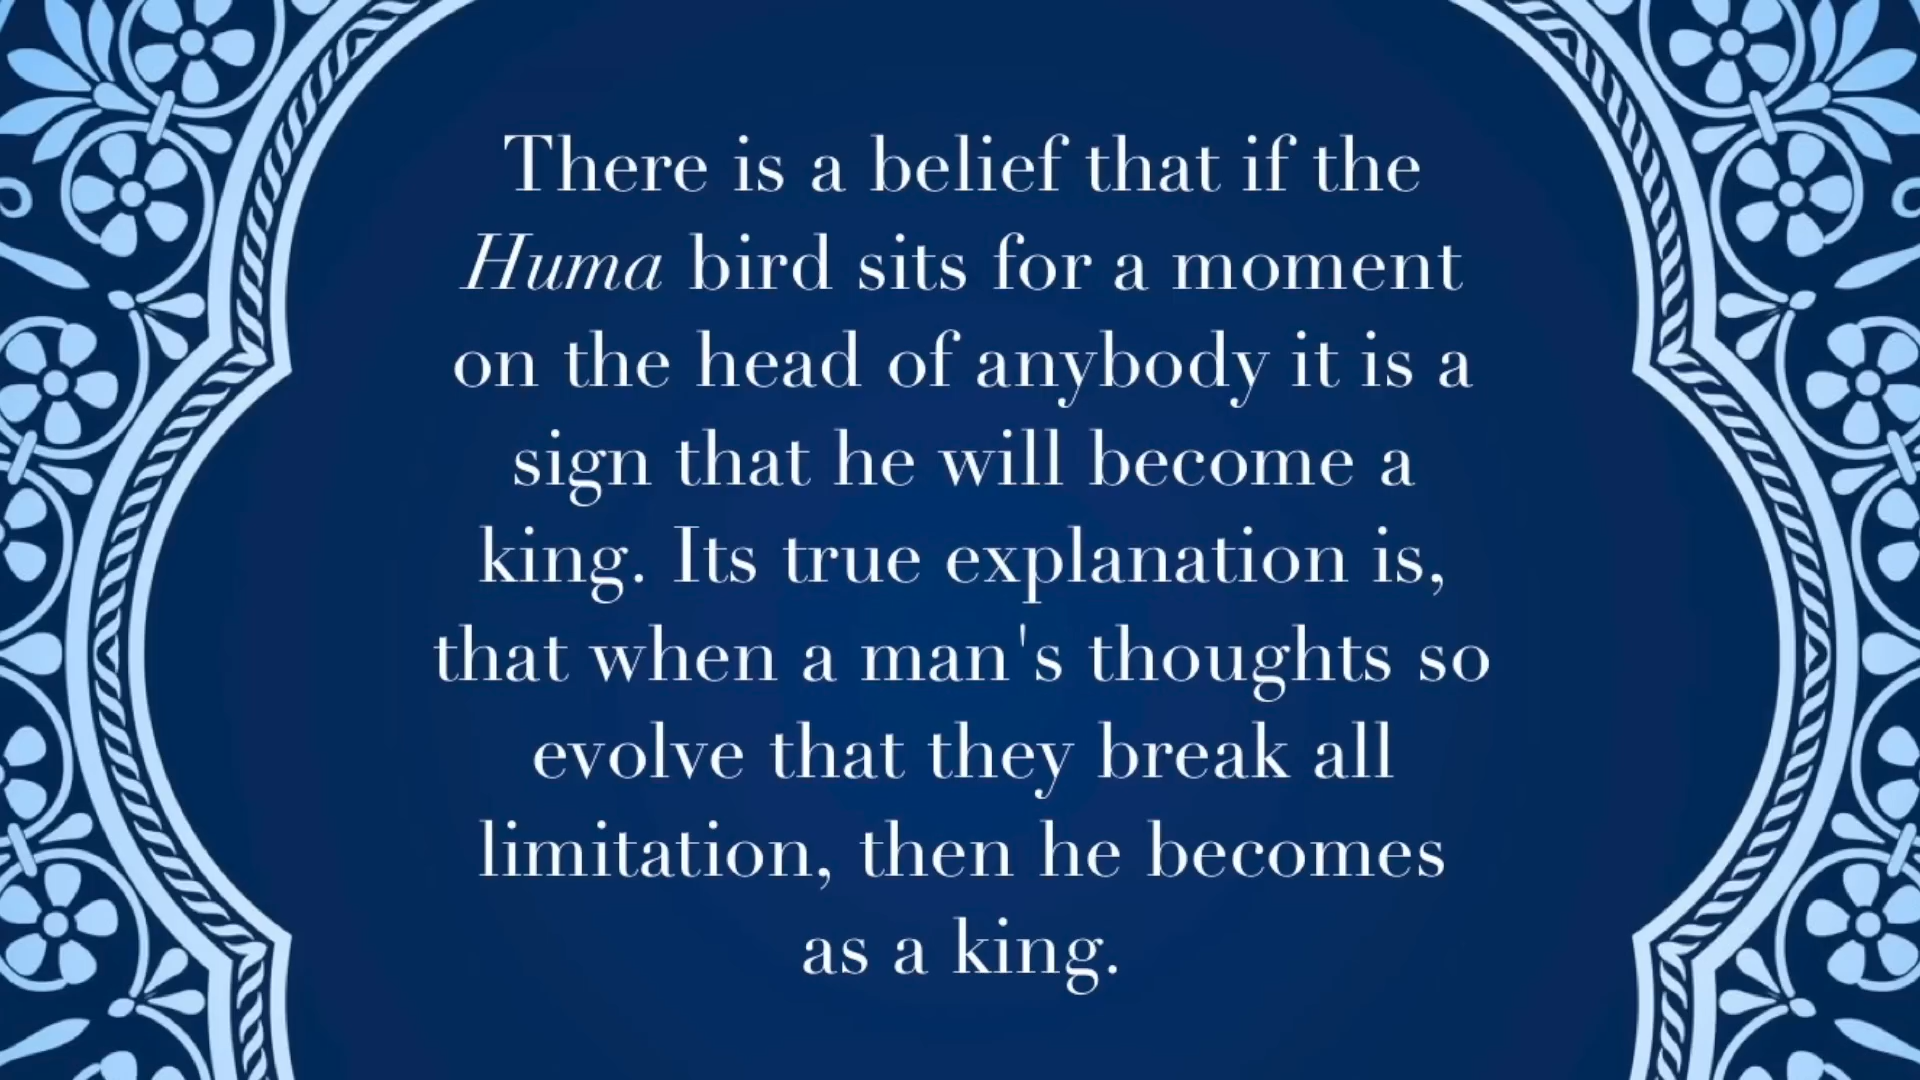 There is a belief that if the
Huma bird sits for a moment
on the head of anybody it is a
sign that he will become a
king. Its true explanation is,
that when a man's thoughts so
evolve that they break all
limitation, then he becomes
as a king.